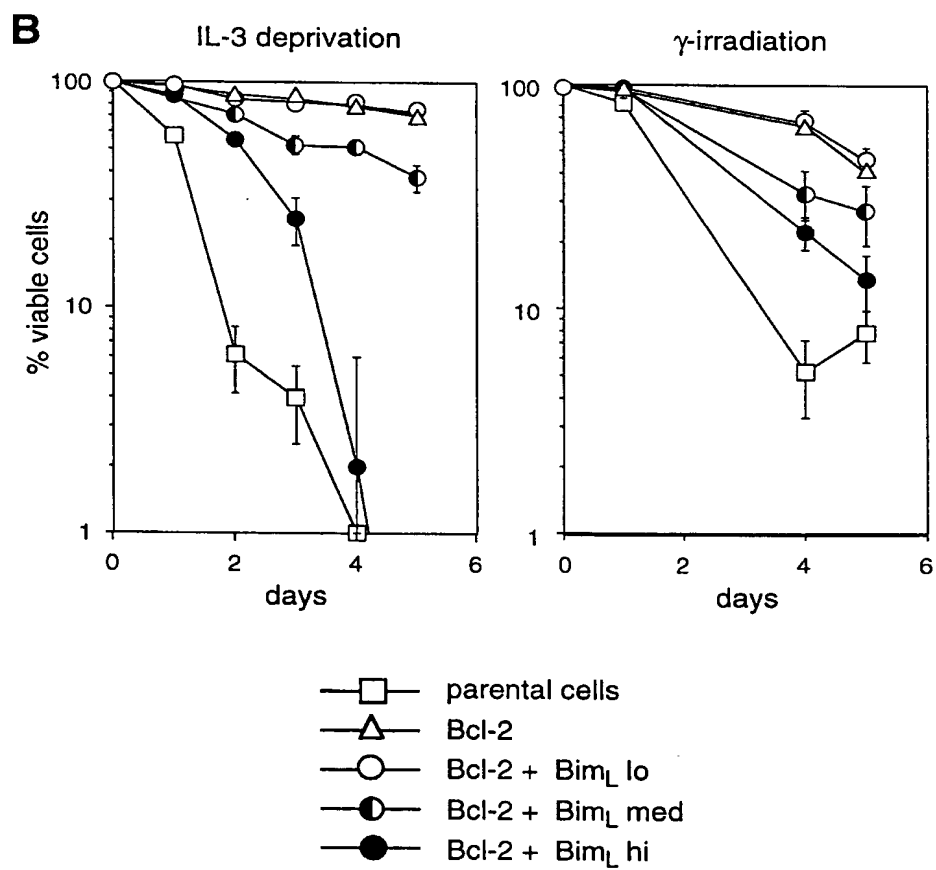 B
IL-3 deprivation
γ-irradiation
% viable cells
100
10
1
0 2 4 6
days
100
10
1
0 2 4 6
days
parental cells
Bcl-2
Bcl-2 + BimL lo
Bcl-2 + BimL med
Bcl-2 + BimL hi